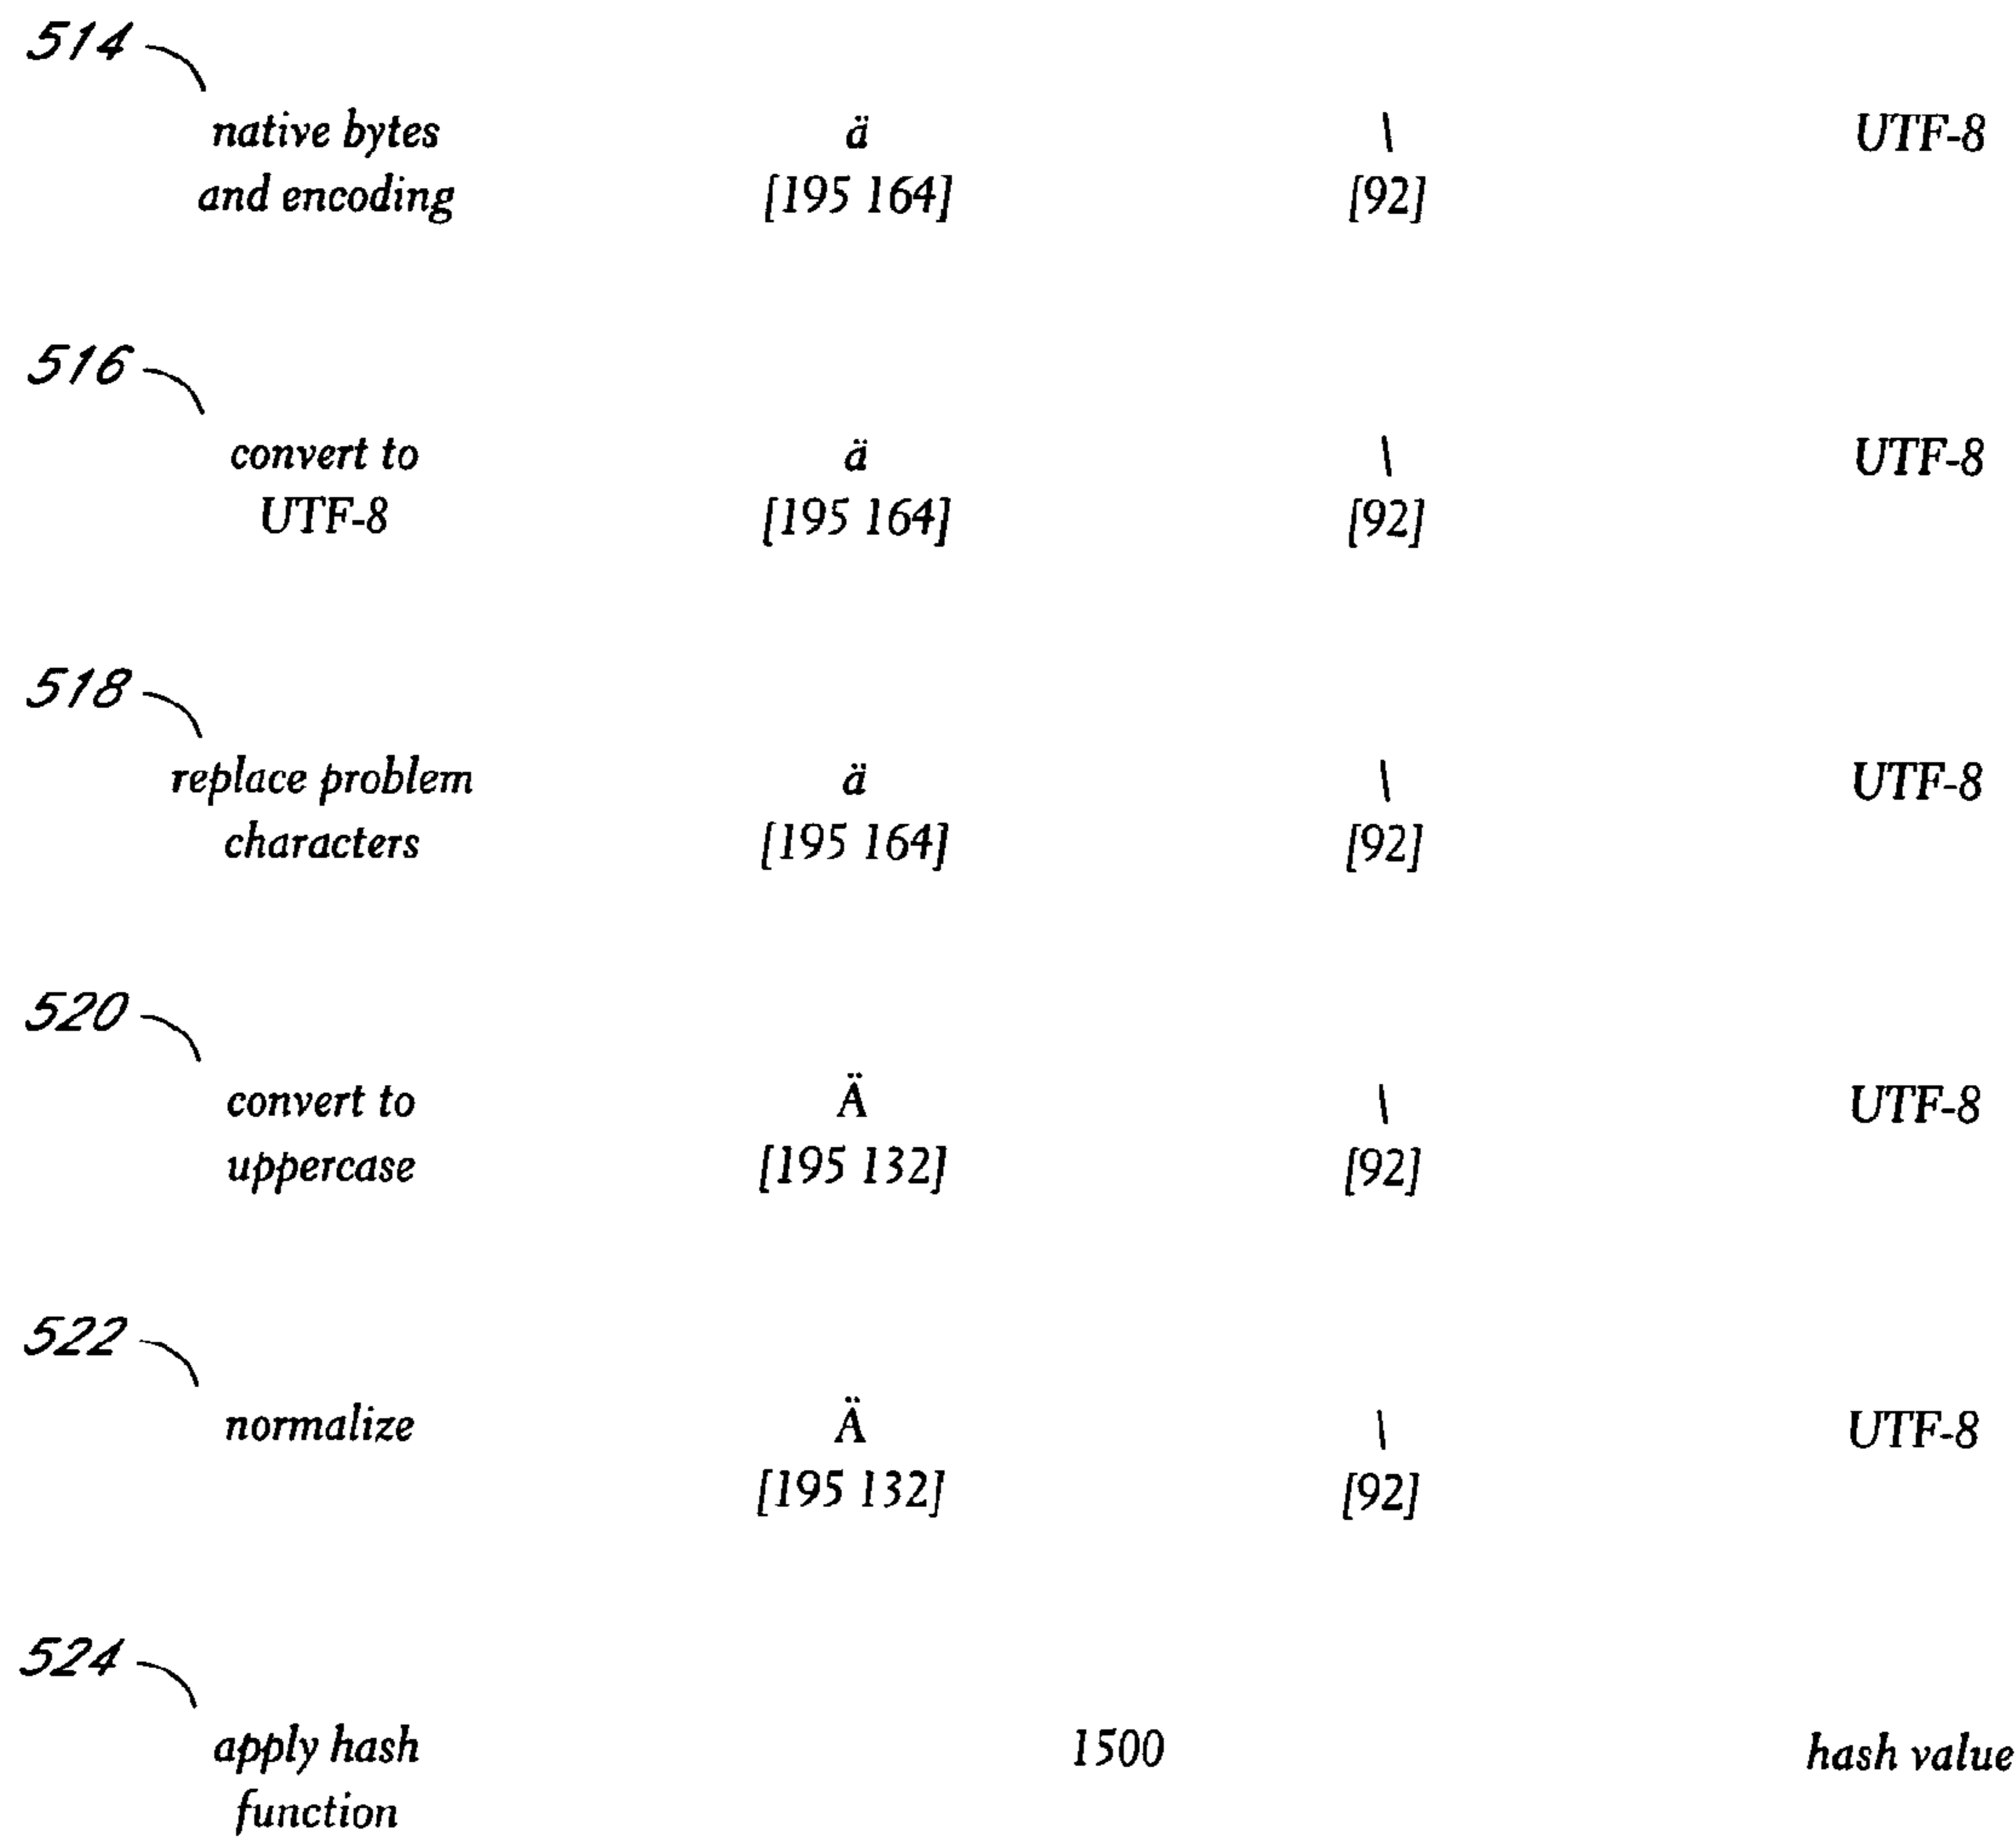 514
native bytes ä \ UTF-8
and encoding [195 164] [92]
516
convert to ä \ UTF-8
UTF-8 [195 164] [92]
518
replace problem ä \ UTF-8
characters [195 164] [92]
520
convert to Ä \ UTF-8
uppercase [195 132] [92]
522
normalize Ä \ UTF-8
[195 132] [92]
524
apply hash 1500 hash value
function